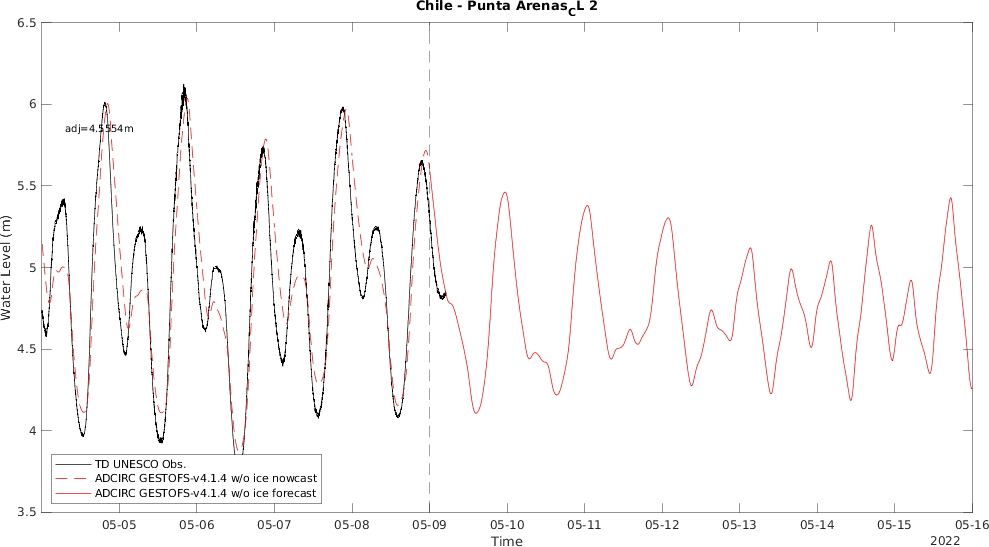 Chile - Punta Arenas_CL 2
6.5
6
5.5
5
4.5
4
3.5
Water Level (m)
adj=4.5554m
TD UNESCO Obs.
ADCIRC GESTOFS-v4.1.4 w/o ice nowcast
ADCIRC GESTOFS-v4.1.4 w/o ice forecast
05-05 05-06 05-07 05-08 05-09 05-10 05-11 05-12 05-13 05-14 05-15 05-16
Time
2022